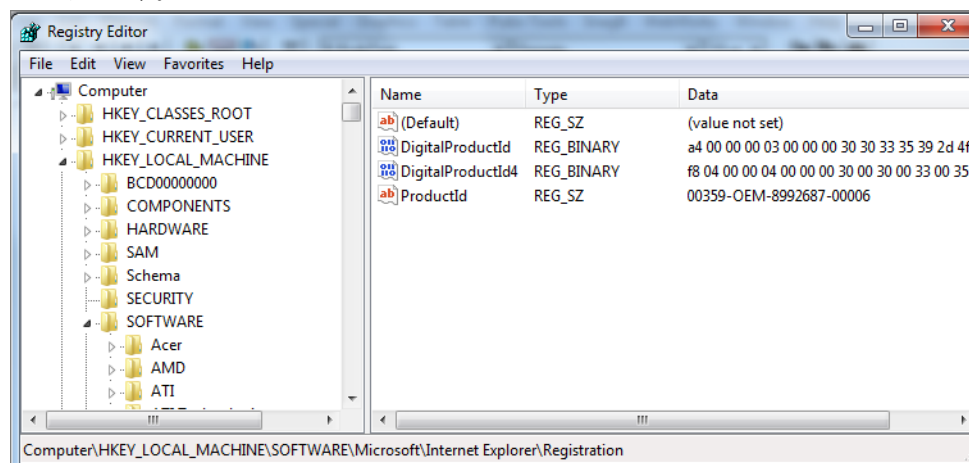 Registry Editor
File Edit View Favorites Help
Computer
HKEY_CLASSES_ROOT
HKEY_CURRENT_USER
HKEY_LOCAL_MACHINE
BCD00000000
COMPONENTS
HARDWARE
SAM
Schema
SECURITY
SOFTWARE
Acer
AMD
ATI
Name Type Data
(Default) REG_SZ (value not set)
DigitalProductId REG_BINARY a4 00 00 00 03 00 00 00 30 30 33 35 39 2d 4f
DigitalProductId4 REG_BINARY f8 04 00 00 04 00 00 00 30 00 30 00 33 00 35
ProductId REG_SZ 00359-OEM-8992687-00006
Computer\HKEY_LOCAL_MACHINE\SOFTWARE\Microsoft\Internet Explorer\Registration